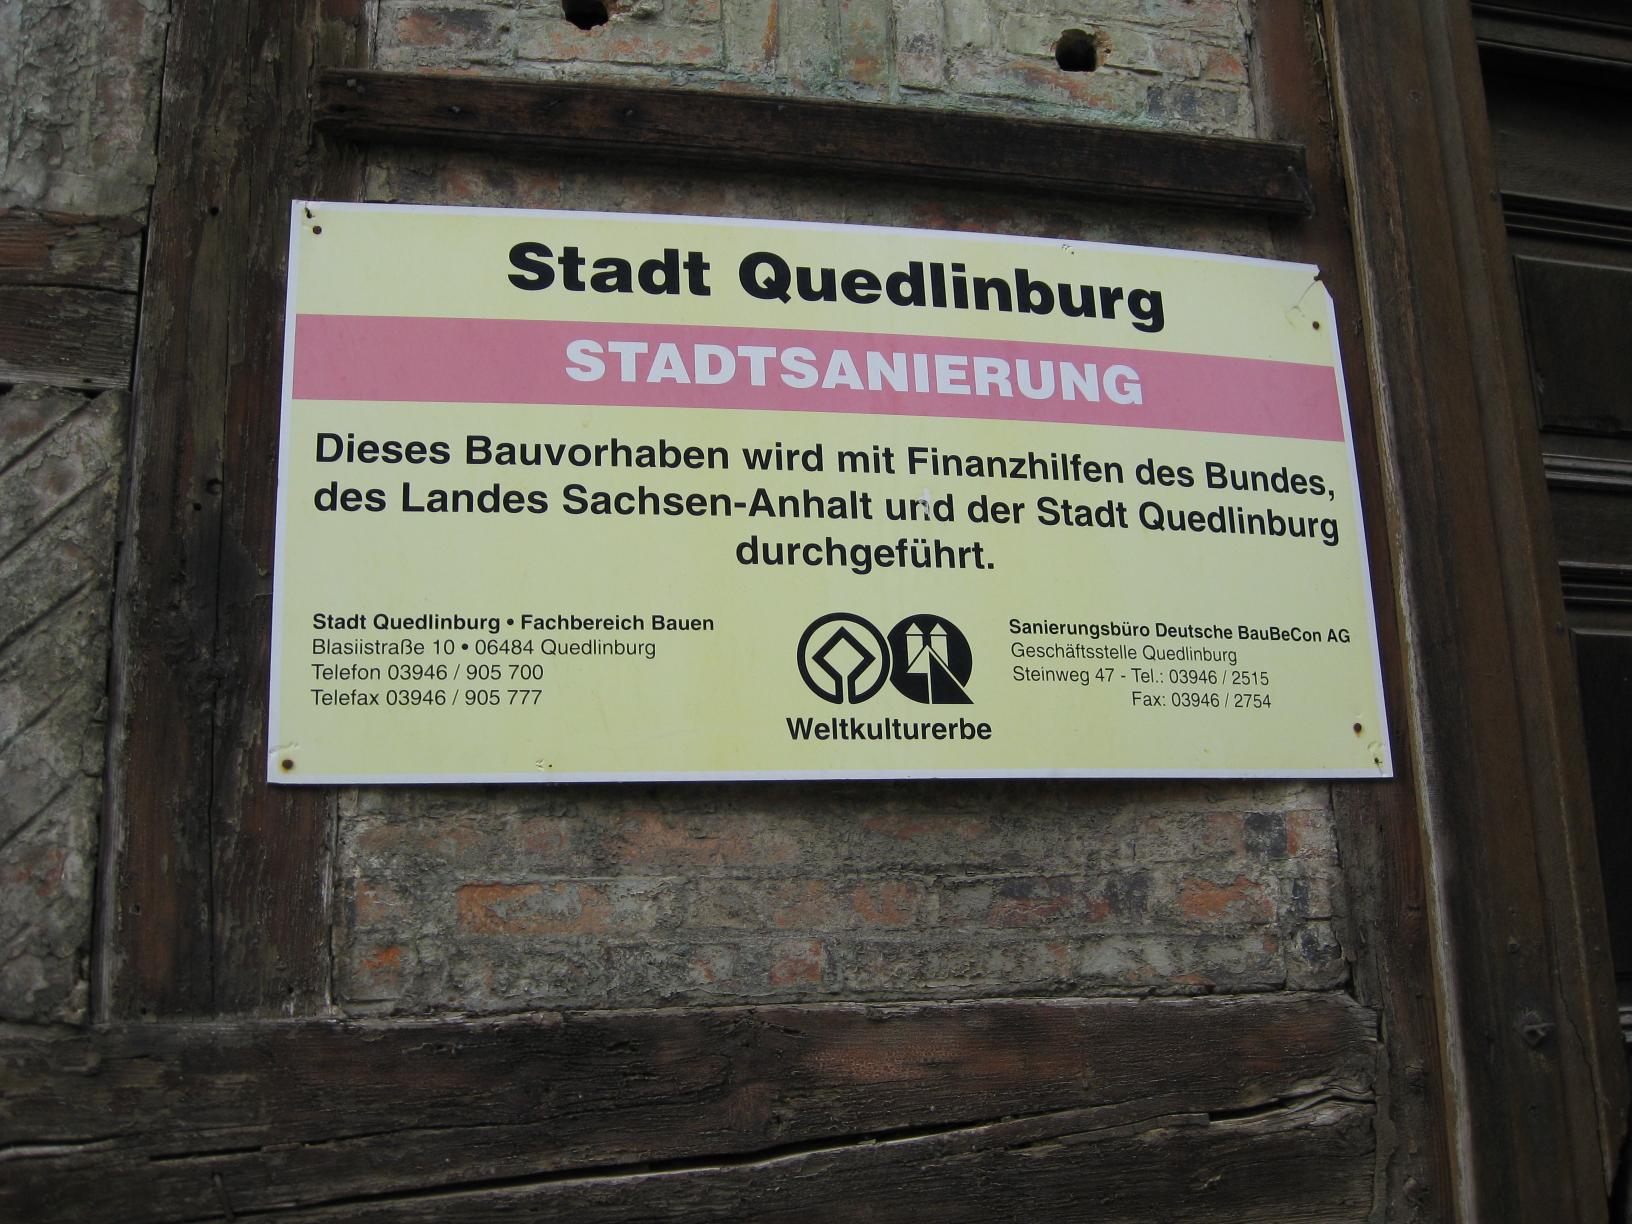 Stadt Quedlinburg
STADTSANIERUNG
Dieses Bauvorhaben wird mit Finanzhilfen des Bundes,
des Landes Sachsen-Anhalt und der Stadt Quedlinburg
durchgeführt.
Stadt Quedlinburg • Fachbereich Bauen
Blasiistraße 10 • 06484 Quedlinburg
Telefon 03946 / 905 700
Telefax 03946 / 905 777
Weltkulturerbe
Sanierungsbüro Deutsche BauBeCon AG
Geschäftsstelle Quedlinburg
Steinweg 47 - Tel.: 03946 / 2515
Fax: 03946 / 2754